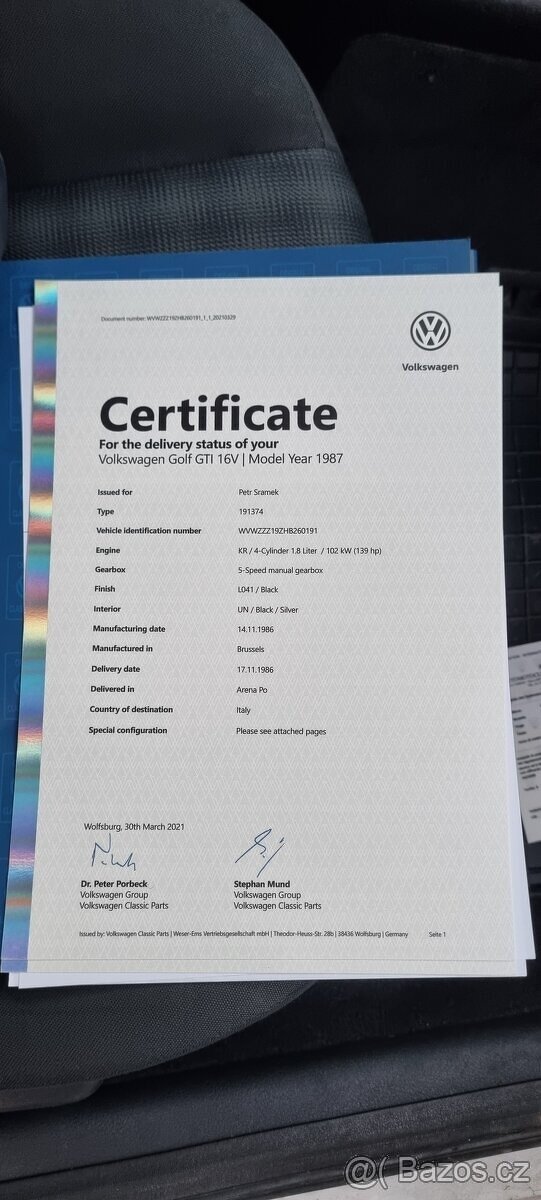 Document number: WVWZZZ19ZHB260191_1_1_20210329
Volkswagen
Certificate
For the delivery status of your
Volkswagen Golf GTI 16V | Model Year 1987
Issued for Petr Sramek
Type 191374
Vehicle identification number WVWZZZ19ZHB260191
Engine KR / 4-Cylinder 1.8 Liter / 102 kW (139 hp)
Gearbox 5-Speed manual gearbox
Finish L041 / Black
Interior UN / Black / Silver
Manufacturing date 14.11.1986
Manufactured in Brussels
Delivery date 17.11.1986
Delivered in Arena Po
Country of destination Italy
Special configuration Please see attached pages
Wolfsburg, 30th March 2021
Dr. Peter Porbeck Stephan Mund
Volkswagen Group Volkswagen Group
Volkswagen Classic Parts Volkswagen Classic Parts
Issued by: Volkswagen Classic Parts | Weser-Ems Vertriebsgesellschaft mbH | Theodor-Heuss-Str. 28b | 38436 Wolfsburg | Germany Seite 1
Bazos.cz